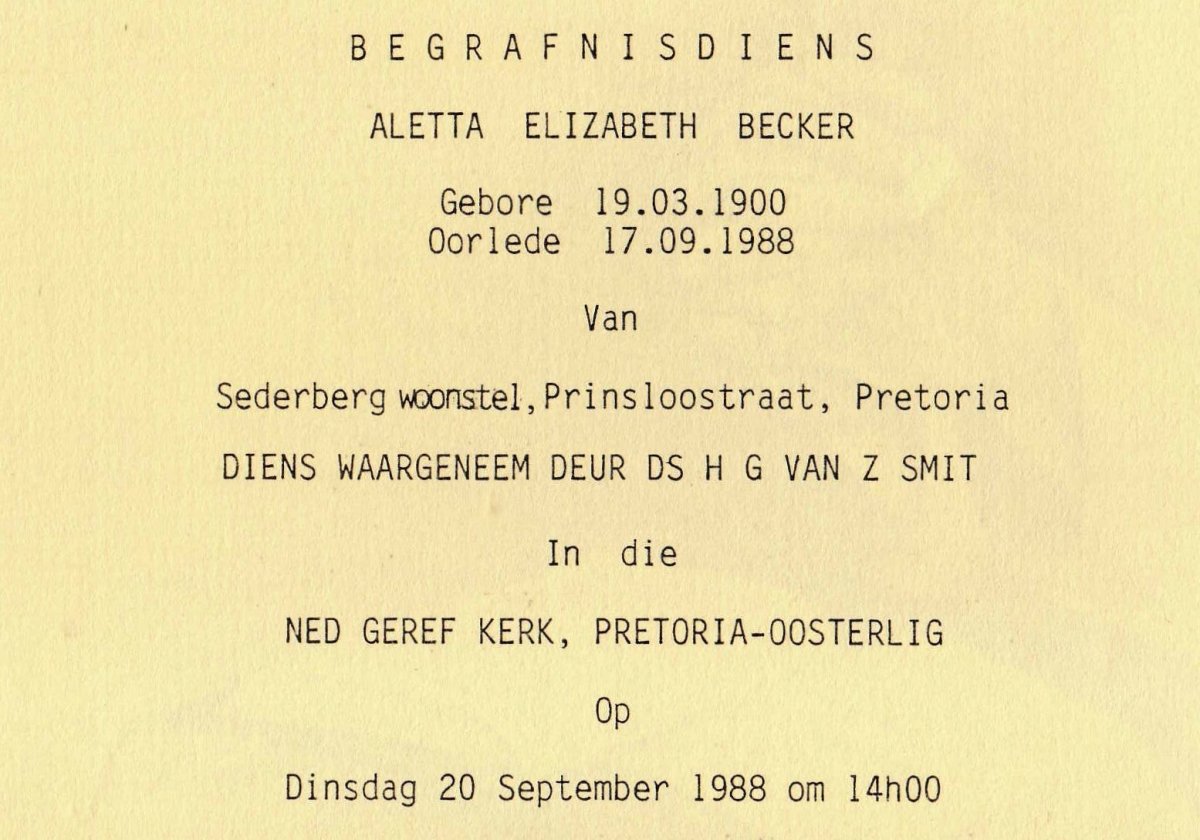 BEGRAFNISDIENS
ALETTA ELIZABETH BECKER
Gebore 19.03.1900
Oorlede 17.09.1988
Van
Sederberg woonstel, Prinsloostraat, Pretoria
DIENS WAARGENEEM DEUR DS H G VAN Z SMIT
In die
NED GEREF KERK, PRETORIA-OOSTERLIG
Op
Dinsdag 20 September 1988 om 14h00